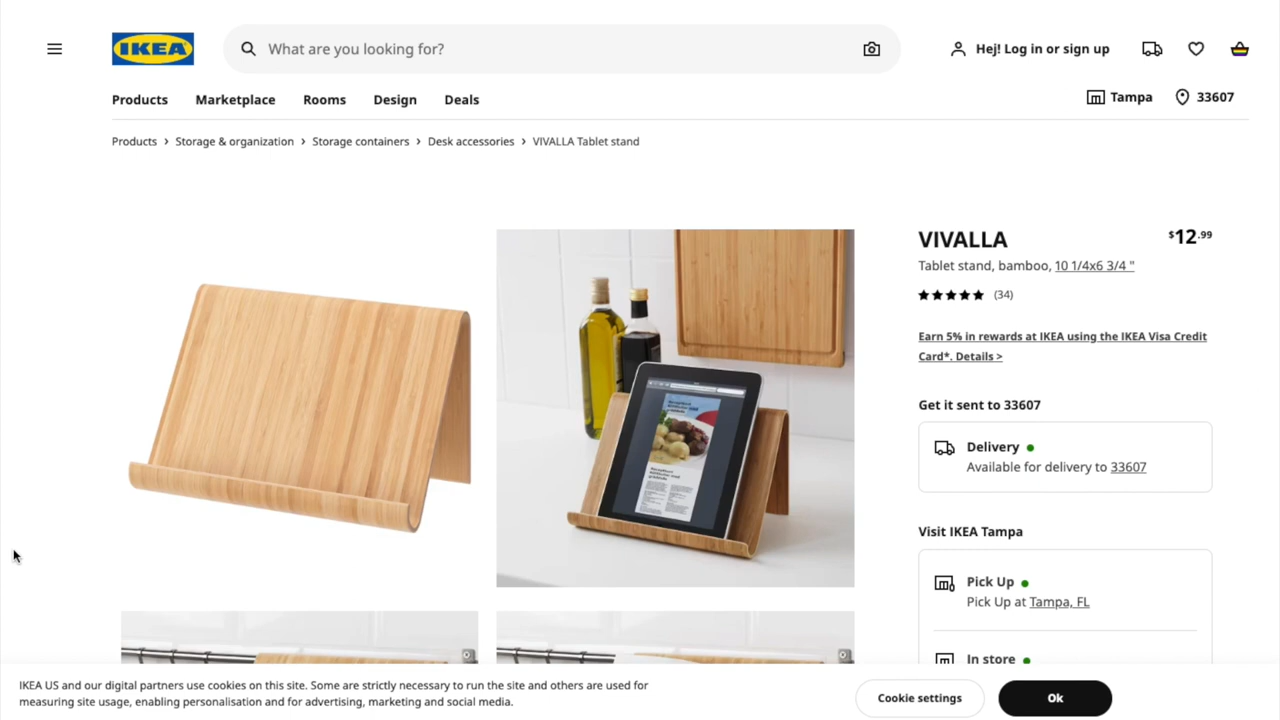 IKEA
What are you looking for?
Hej! Log in or sign up
Products
Marketplace
Rooms
Design
Deals
Tampa
33607
Products › Storage & organization › Storage containers › Desk accessories › VIVALLA Tablet stand
VIVALLA
$12.99
Tablet stand, bamboo, 10 1/4x6 3/4 "
(34)
Earn 5% in rewards at IKEA using the IKEA Visa Credit
Card*. Details >
Get it sent to 33607
Delivery
Available for delivery to 33607
Visit IKEA Tampa
Pick Up
Pick Up at Tampa, FL
In store
IKEA US and our digital partners use cookies on this site. Some are strictly necessary to run the site and others are used for
measuring site usage, enabling personalisation and for advertising, marketing and social media.
Cookie settings
Ok